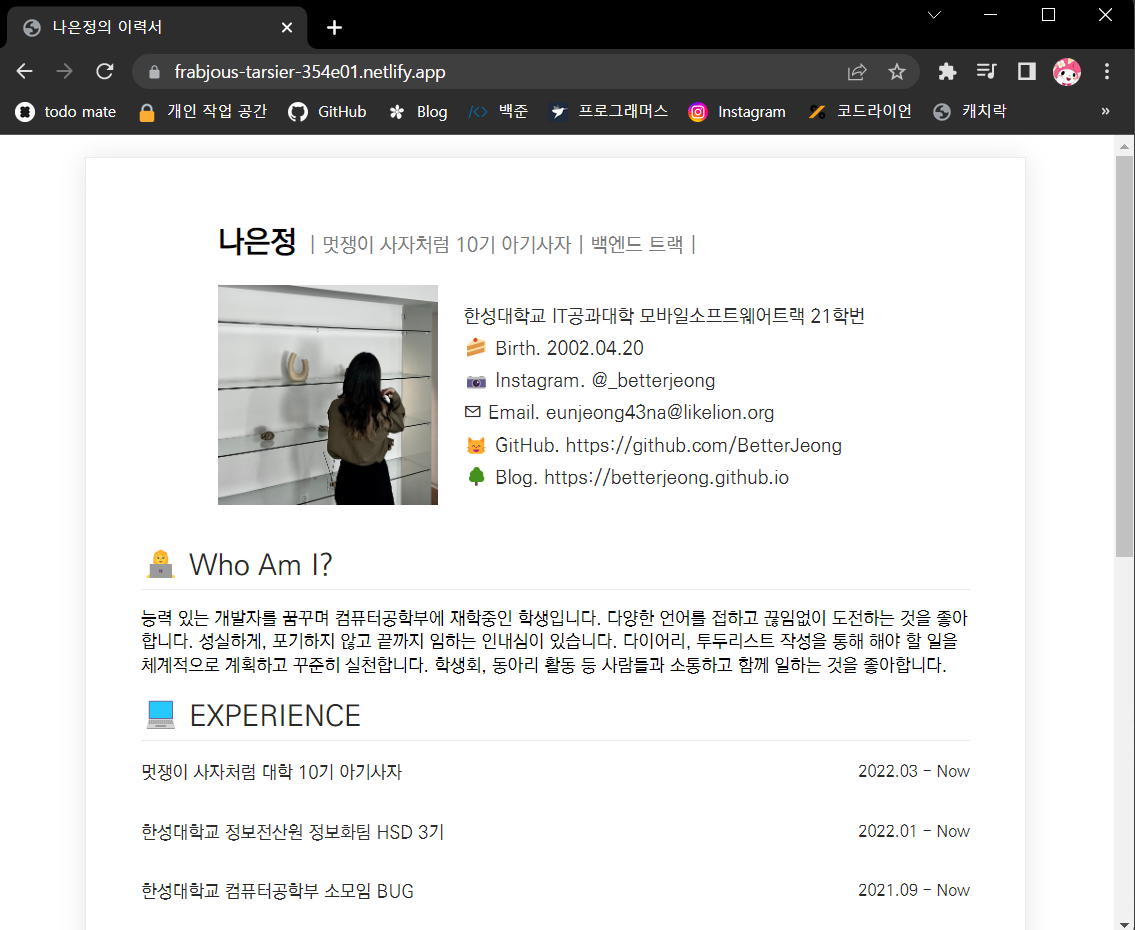 나은정의 이력서
frabjous-tarsier-354e01.netlify.app
todo mate 개인 작업 공간 GitHub Blog 백준 프로그래머스 Instagram 코드라이언 캐치락 »
나은정 | 멋쟁이 사자처럼 10기 아기사자 | 백엔드 트랙 |
한성대학교 IT공과대학 모바일소프트웨어트랙 21학번
Birth. 2002.04.20
Instagram. @_betterjeong
Email. eunjeong43na@likelion.org
GitHub. https://github.com/BetterJeong
Blog. https://betterjeong.github.io
Who Am I?
능력 있는 개발자를 꿈꾸며 컴퓨터공학부에 재학중인 학생입니다. 다양한 언어를 접하고 끊임없이 도전하는 것을 좋아
합니다. 성실하게, 포기하지 않고 끝까지 임하는 인내심이 있습니다. 다이어리, 투두리스트 작성을 통해 해야 할 일을
체계적으로 계획하고 꾸준히 실천합니다. 학생회, 동아리 활동 등 사람들과 소통하고 함께 일하는 것을 좋아합니다.
EXPERIENCE
멋쟁이 사자처럼 대학 10기 아기사자 2022.03 - Now
한성대학교 정보전산원 정보화팀 HSD 3기 2022.01 - Now
한성대학교 컴퓨터공학부 소모임 BUG 2021.09 - Now